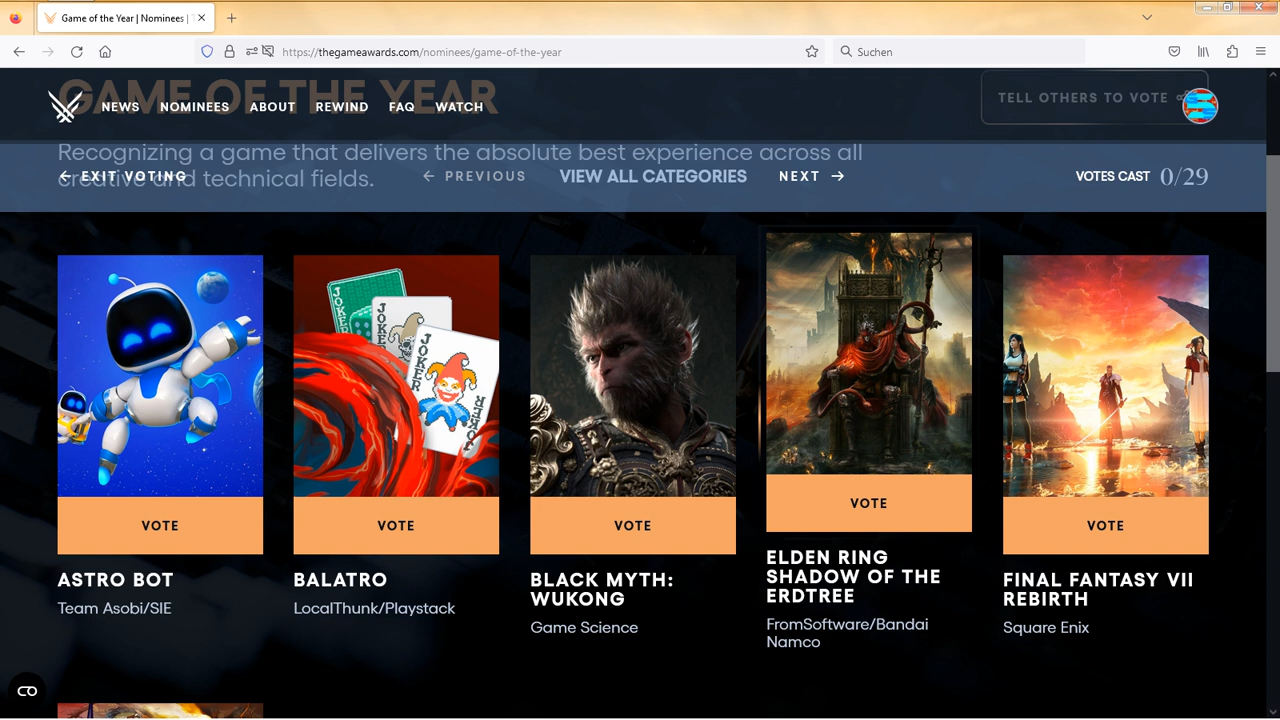 Game of the Year | Nominees |
https://thegameawards.com/nominees/game-of-the-year
Suchen
GAME OF THE YEAR
NEWS NOMINEES ABOUT REWIND FAQ WATCH
TELL OTHERS TO VOTE
Recognizing a game that delivers the absolute best experience across all
creative and technical fields.
EXIT VOTING
PREVIOUS
VIEW ALL CATEGORIES
NEXT
VOTES CAST 0/29
JOKER
JOKER
JOKER
JOKER
VOTE
VOTE
VOTE
VOTE
VOTE
ASTRO BOT
Team Asobi/SIE
BALATRO
LocalThunk/Playstack
BLACK MYTH:
WUKONG
Game Science
ELDEN RING
SHADOW OF THE
ERDTREE
FromSoftware/Bandai
Namco
FINAL FANTASY VII
REBIRTH
Square Enix